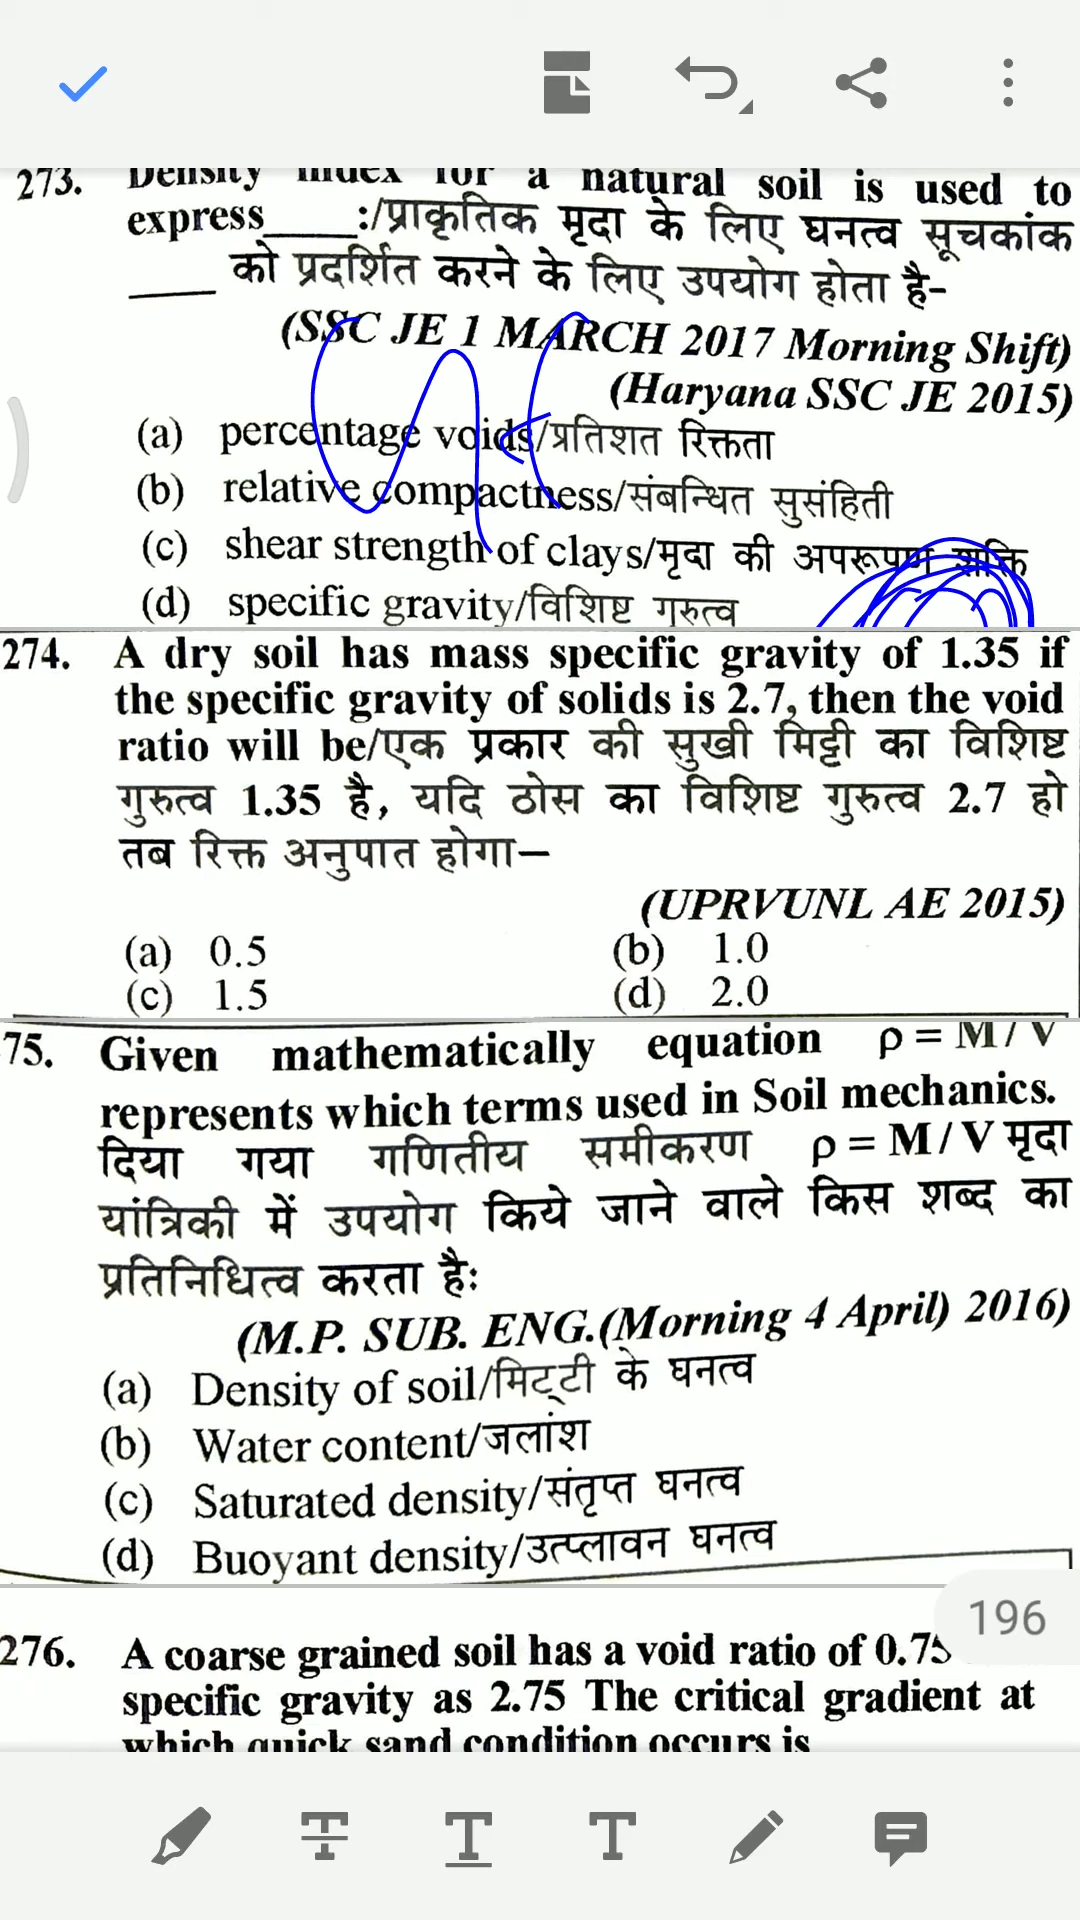 273. Density index for a natural soil is used to
express____:/प्राकृतिक मृदा के लिए घनत्व सूचकांक
____ को प्रदर्शित करने के लिए उपयोग होता है-
(SSC JE 1 MARCH 2017 Morning Shift)
(Haryana SSC JE 2015)
(a) percentage voids/प्रतिशत रिक्तता
(b) relative compactness/संबन्धित सुसंहिती
(c) shear strength of clays/मृदा की अपरूपण शक्ति
(d) specific gravity/विशिष्ट गुरुत्व
274. A dry soil has mass specific gravity of 1.35 if
the specific gravity of solids is 2.7, then the void
ratio will be/एक प्रकार की सुखी मिट्टी का विशिष्ट
गुरुत्व 1.35 है, यदि ठोस का विशिष्ट गुरुत्व 2.7 हो
तब रिक्त अनुपात होगा–
(UPRVUNL AE 2015)
(a) 0.5 (b) 1.0
(c) 1.5 (d) 2.0
75. Given mathematically equation ρ = M / V
represents which terms used in Soil mechanics.
दिया गया गणितीय समीकरण ρ = M / V मृदा
यांत्रिकी में उपयोग किये जाने वाले किस शब्द का
प्रतिनिधित्व करता हैः
(M.P. SUB. ENG.(Morning 4 April) 2016)
(a) Density of soil/मिट्टी के घनत्व
(b) Water content/जलांश
(c) Saturated density/संतृप्त घनत्व
(d) Buoyant density/उत्प्लावन घनत्व
196
276. A coarse grained soil has a void ratio of 0.75
specific gravity as 2.75 The critical gradient at
which quick sand condition occurs is